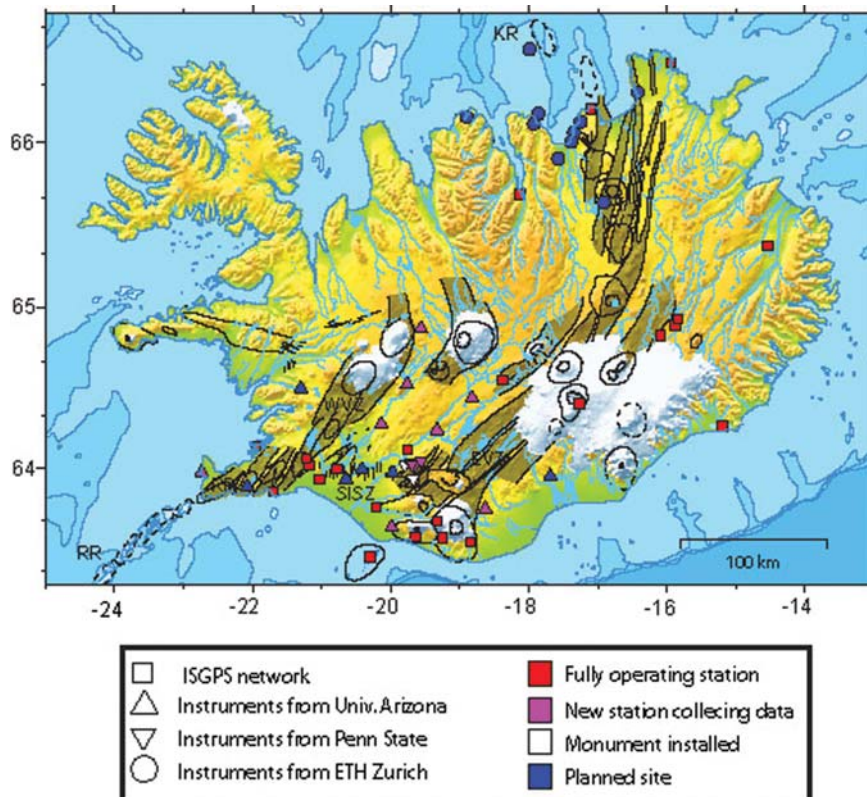 KR
66
65
WVZ
EVZ
64
SISZ
RR
100 km
-24
-22
-20
-18
-16
-14
ISGPS network
Fully operating station
Instruments from Univ. Arizona
New station collecing data
Instruments from Penn State
Monument installed
Instruments from ETH Zurich
Planned site